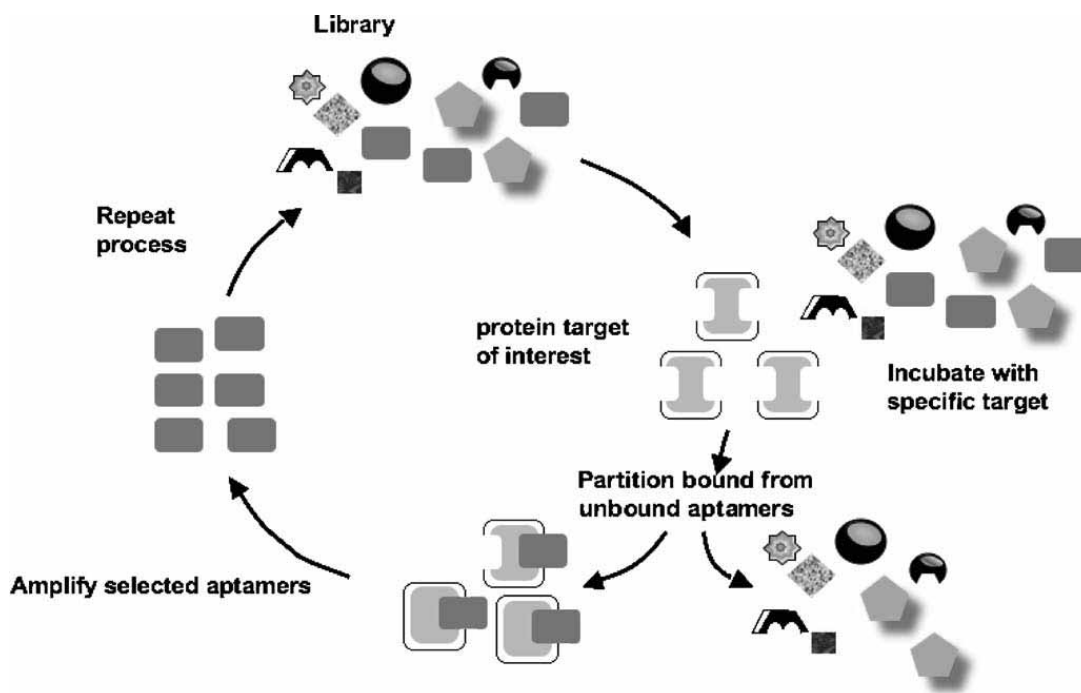 Library
Repeat
process
protein target
of interest
Incubate with
specific target
Partition bound from
unbound aptamers
Amplify selected aptamers